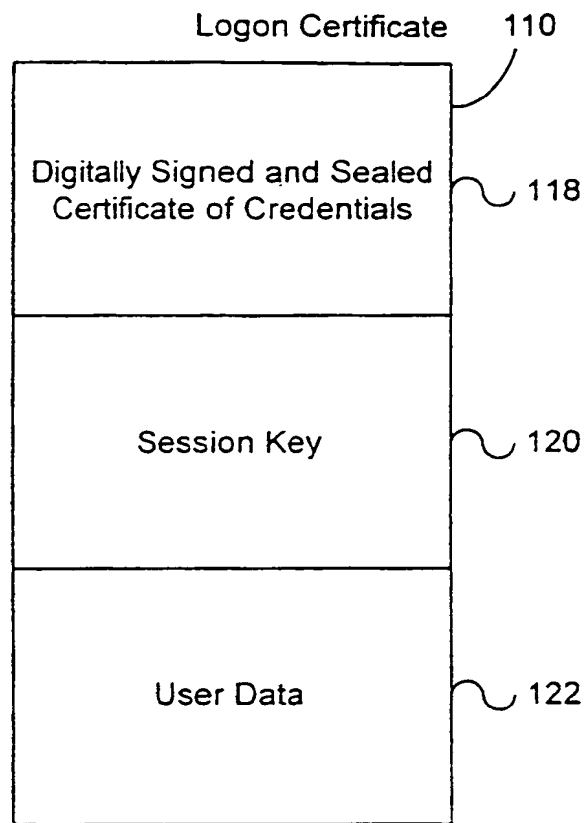 Logon Certificate 110
Digitally Signed and Sealed
Certificate of Credentials
118
Session Key 120
User Data 122